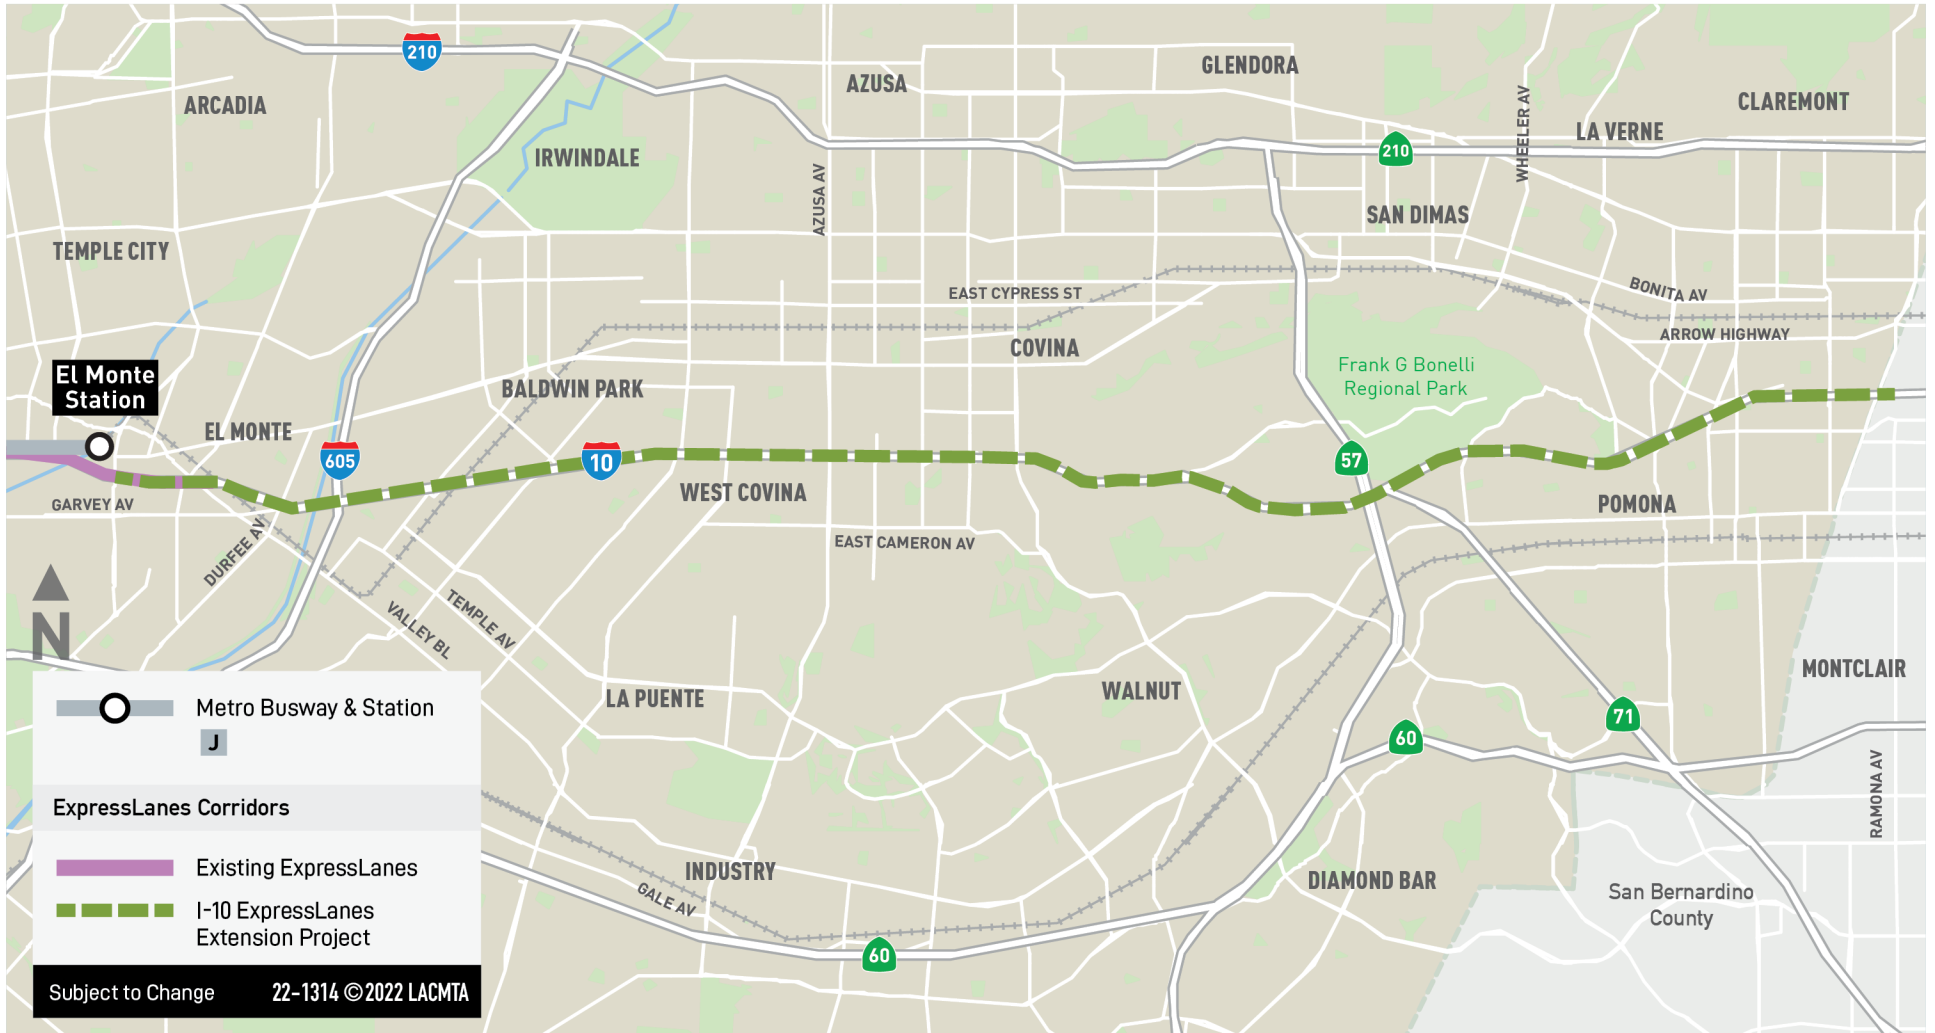 210
ARCADIA
IRWINDALE
AZUSA
GLENDORA
CLAREMONT
WHEELER AV
LA VERNE
210
AZUSA AV
SAN DIMAS
TEMPLE CITY
EAST CYPRESS ST
BONITA AV
ARROW HIGHWAY
COVINA
Frank G Bonelli
Regional Park
El Monte
Station
BALDWIN PARK
EL MONTE
605
10
57
WEST COVINA
GARVEY AV
POMONA
DURFEE AV
EAST CAMERON AV
N
TEMPLE AV
VALLEY BL
MONTCLAIR
LA PUENTE
WALNUT
71
60
RAMONA AV
INDUSTRY
GALE AV
DIAMOND BAR
San Bernardino
County
60
Metro Busway & Station
J
ExpressLanes Corridors
Existing ExpressLanes
I-10 ExpressLanes
Extension Project
Subject to Change 22-1314 ©2022 LACMTA